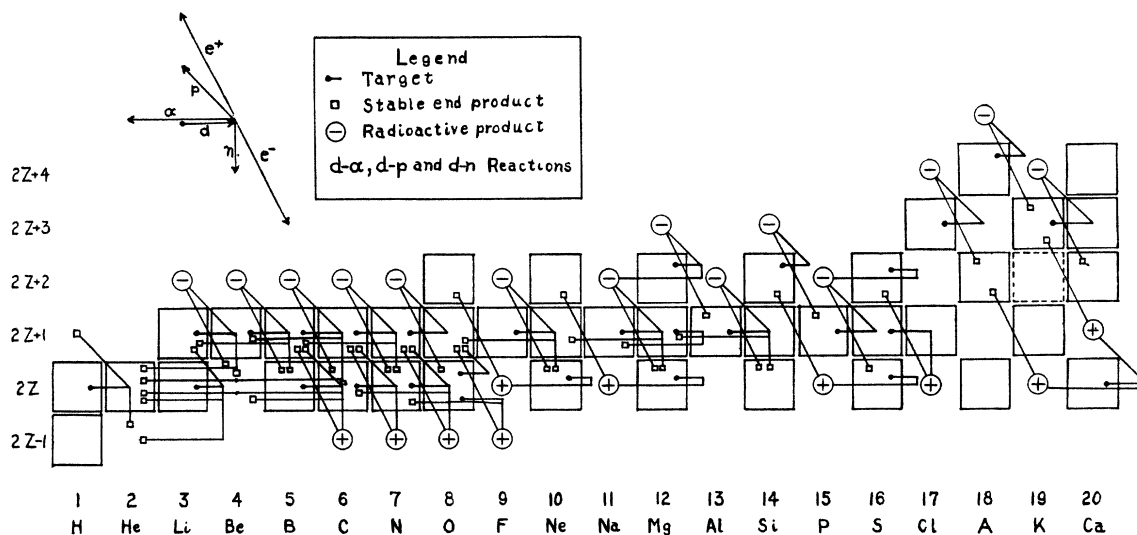 e+
p
α
d
n.
e-
Legend
Target
Stable end product
Radioactive product
d-α, d-p and d-n Reactions
2Z+4
2Z+3
2Z+2
2Z+1
2Z
2Z-1
1 2 3 4 5 6 7 8 9 10 11 12 13 14 15 16 17 18 19 20
H He Li Be B C N O F Ne Na Mg Al Si P S Cl A K Ca